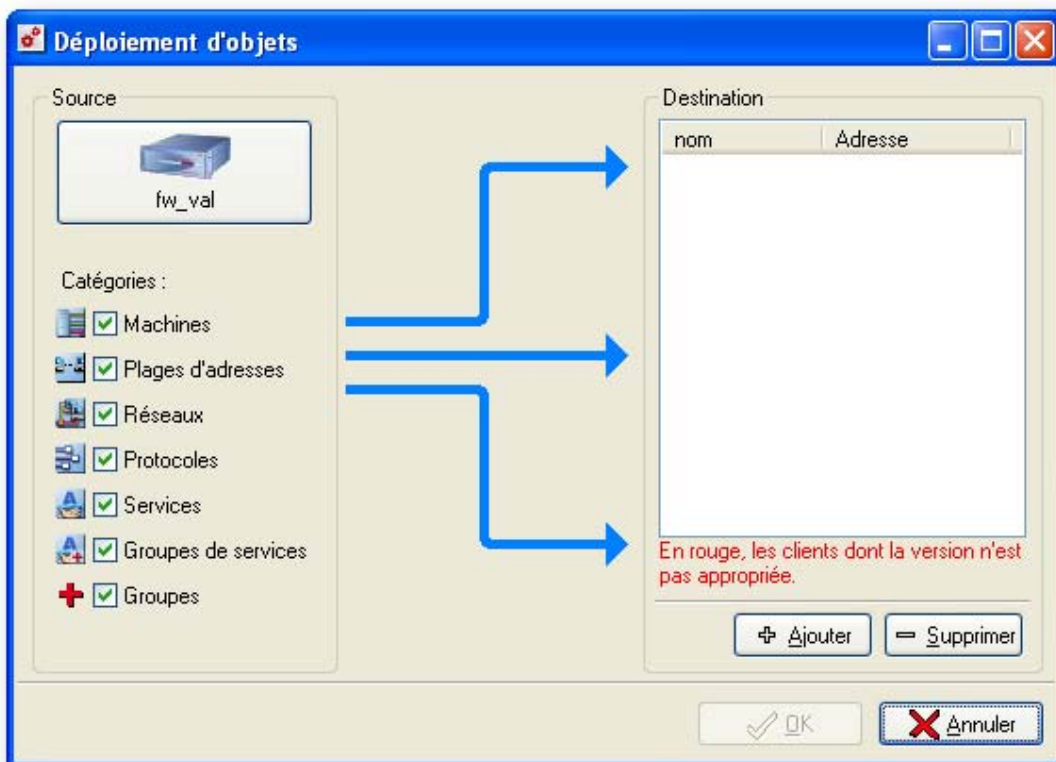 Déploiement d'objets
Source
fw_val
Catégories :
Machines
Plages d'adresses
Réseaux
Protocoles
Services
Groupes de services
Groupes
Destination
nom Adresse
En rouge, les clients dont la version n'est
pas appropriée.
Ajouter Supprimer
OK Annuler